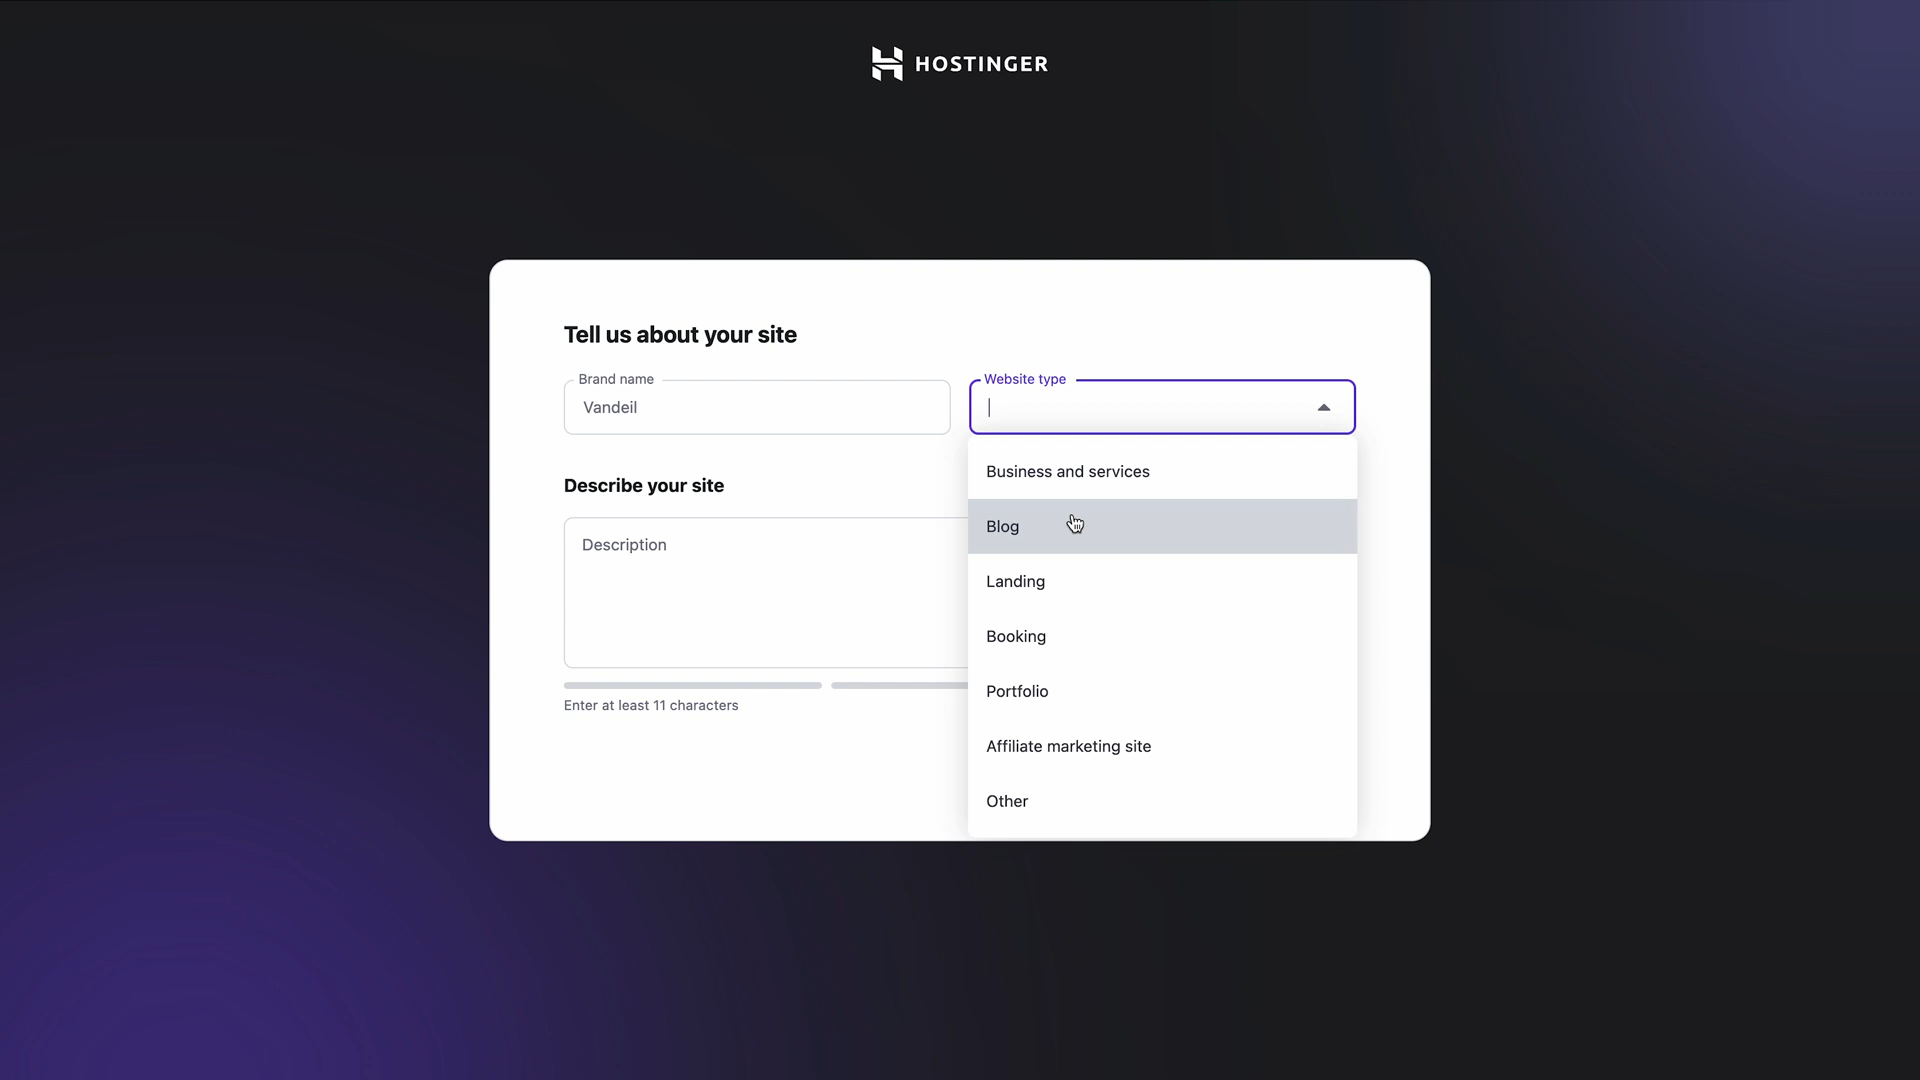 HOSTINGER
Tell us about your site
Brand name
Vandeil
Website type
Business and services
Blog
Landing
Booking
Portfolio
Affiliate marketing site
Other
Describe your site
Description
Enter at least 11 characters